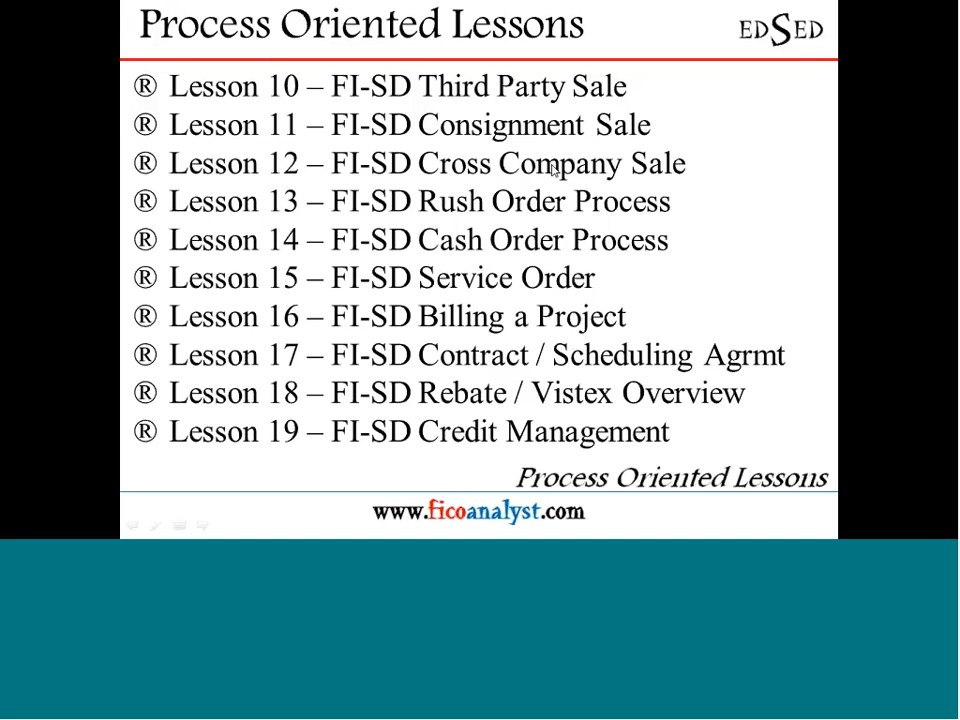 Process Oriented Lessons
EDSED
® Lesson 10 – FI-SD Third Party Sale
® Lesson 11 – FI-SD Consignment Sale
® Lesson 12 – FI-SD Cross Company Sale
® Lesson 13 – FI-SD Rush Order Process
® Lesson 14 – FI-SD Cash Order Process
® Lesson 15 – FI-SD Service Order
® Lesson 16 – FI-SD Billing a Project
® Lesson 17 – FI-SD Contract / Scheduling Agrmt
® Lesson 18 – FI-SD Rebate / Vistex Overview
® Lesson 19 – FI-SD Credit Management
Process Oriented Lessons
www.ficoanalyst.com